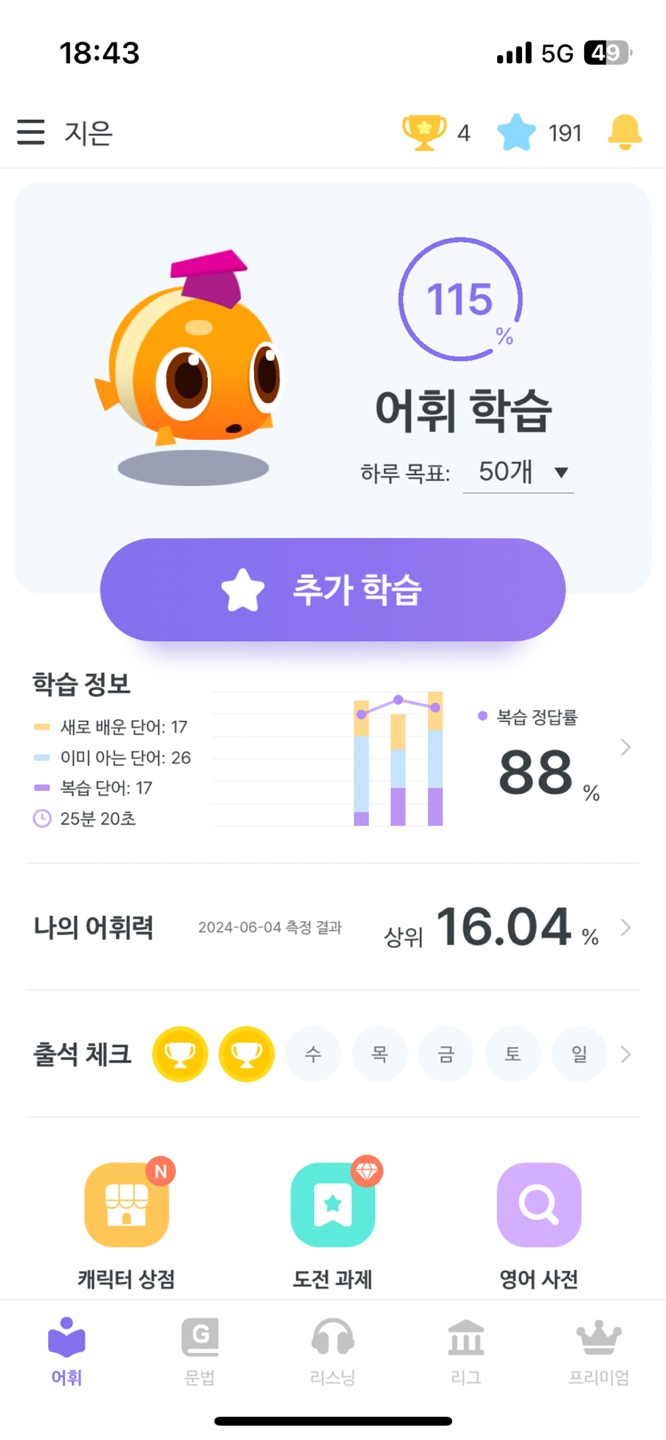 18:43 5G 49
지은 4 191
115 %
어휘 학습
하루 목표: 50개
추가 학습
학습 정보
새로 배운 단어: 17
이미 아는 단어: 26
복습 단어: 17
25분 20초
복습 정답률
88 %
나의 어휘력 2024-06-04 측정 결과 상위 16.04 %
출석 체크 수 목 금 토 일
N
캐릭터 상점 도전 과제 영어 사전
G
어휘 문법 리스닝 리그 프리미엄